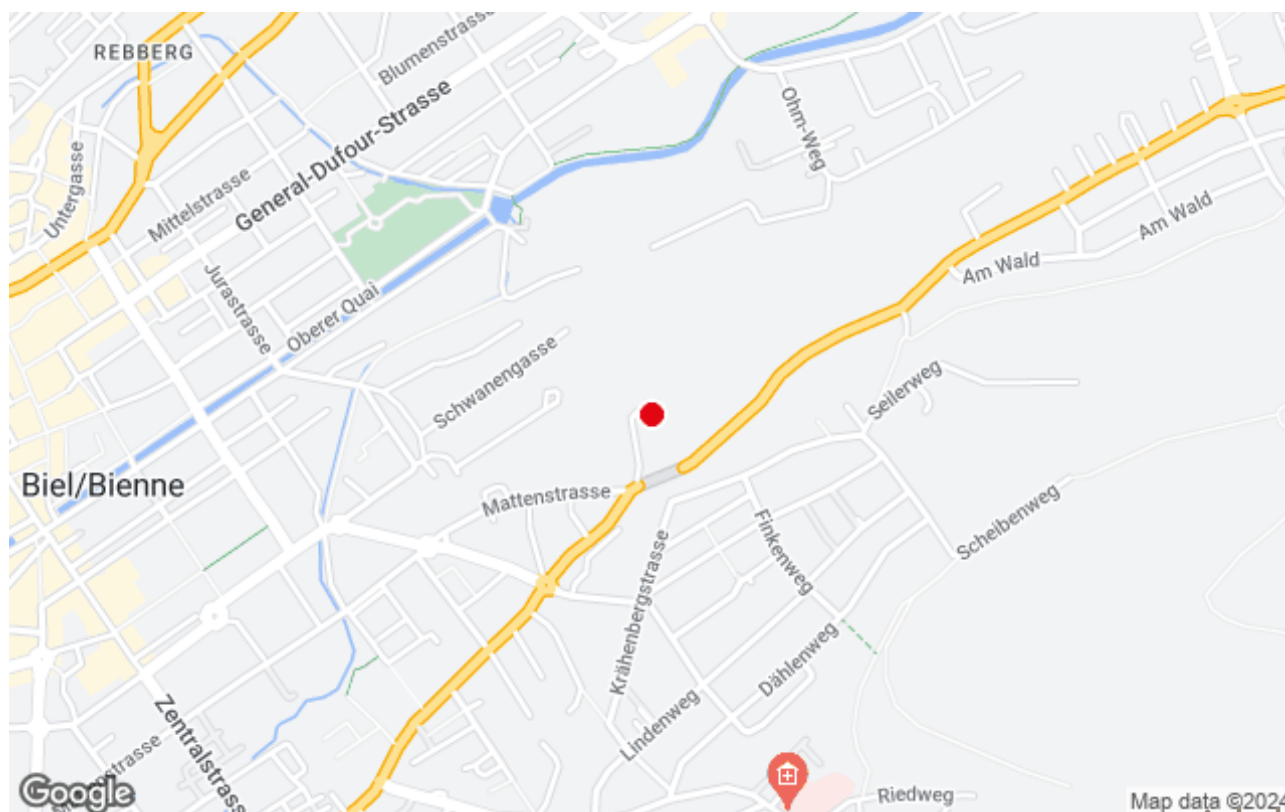 REBBERG
Blumenstrasse
General-Dufour-Strasse
Ohm-Weg
Untergasse
Mittelstrasse
Jurastrasse
Am Wald
Am Wald
Oberer Quai
Schwanengasse
Seilerweg
Biel/Bienne
Mattenstrasse
Finkenweg
Scheibenweg
Krähenbergstrasse
Dählenweg
Lindenweg
Zentralstrasse
Riedweg
Google
Map data ©2024